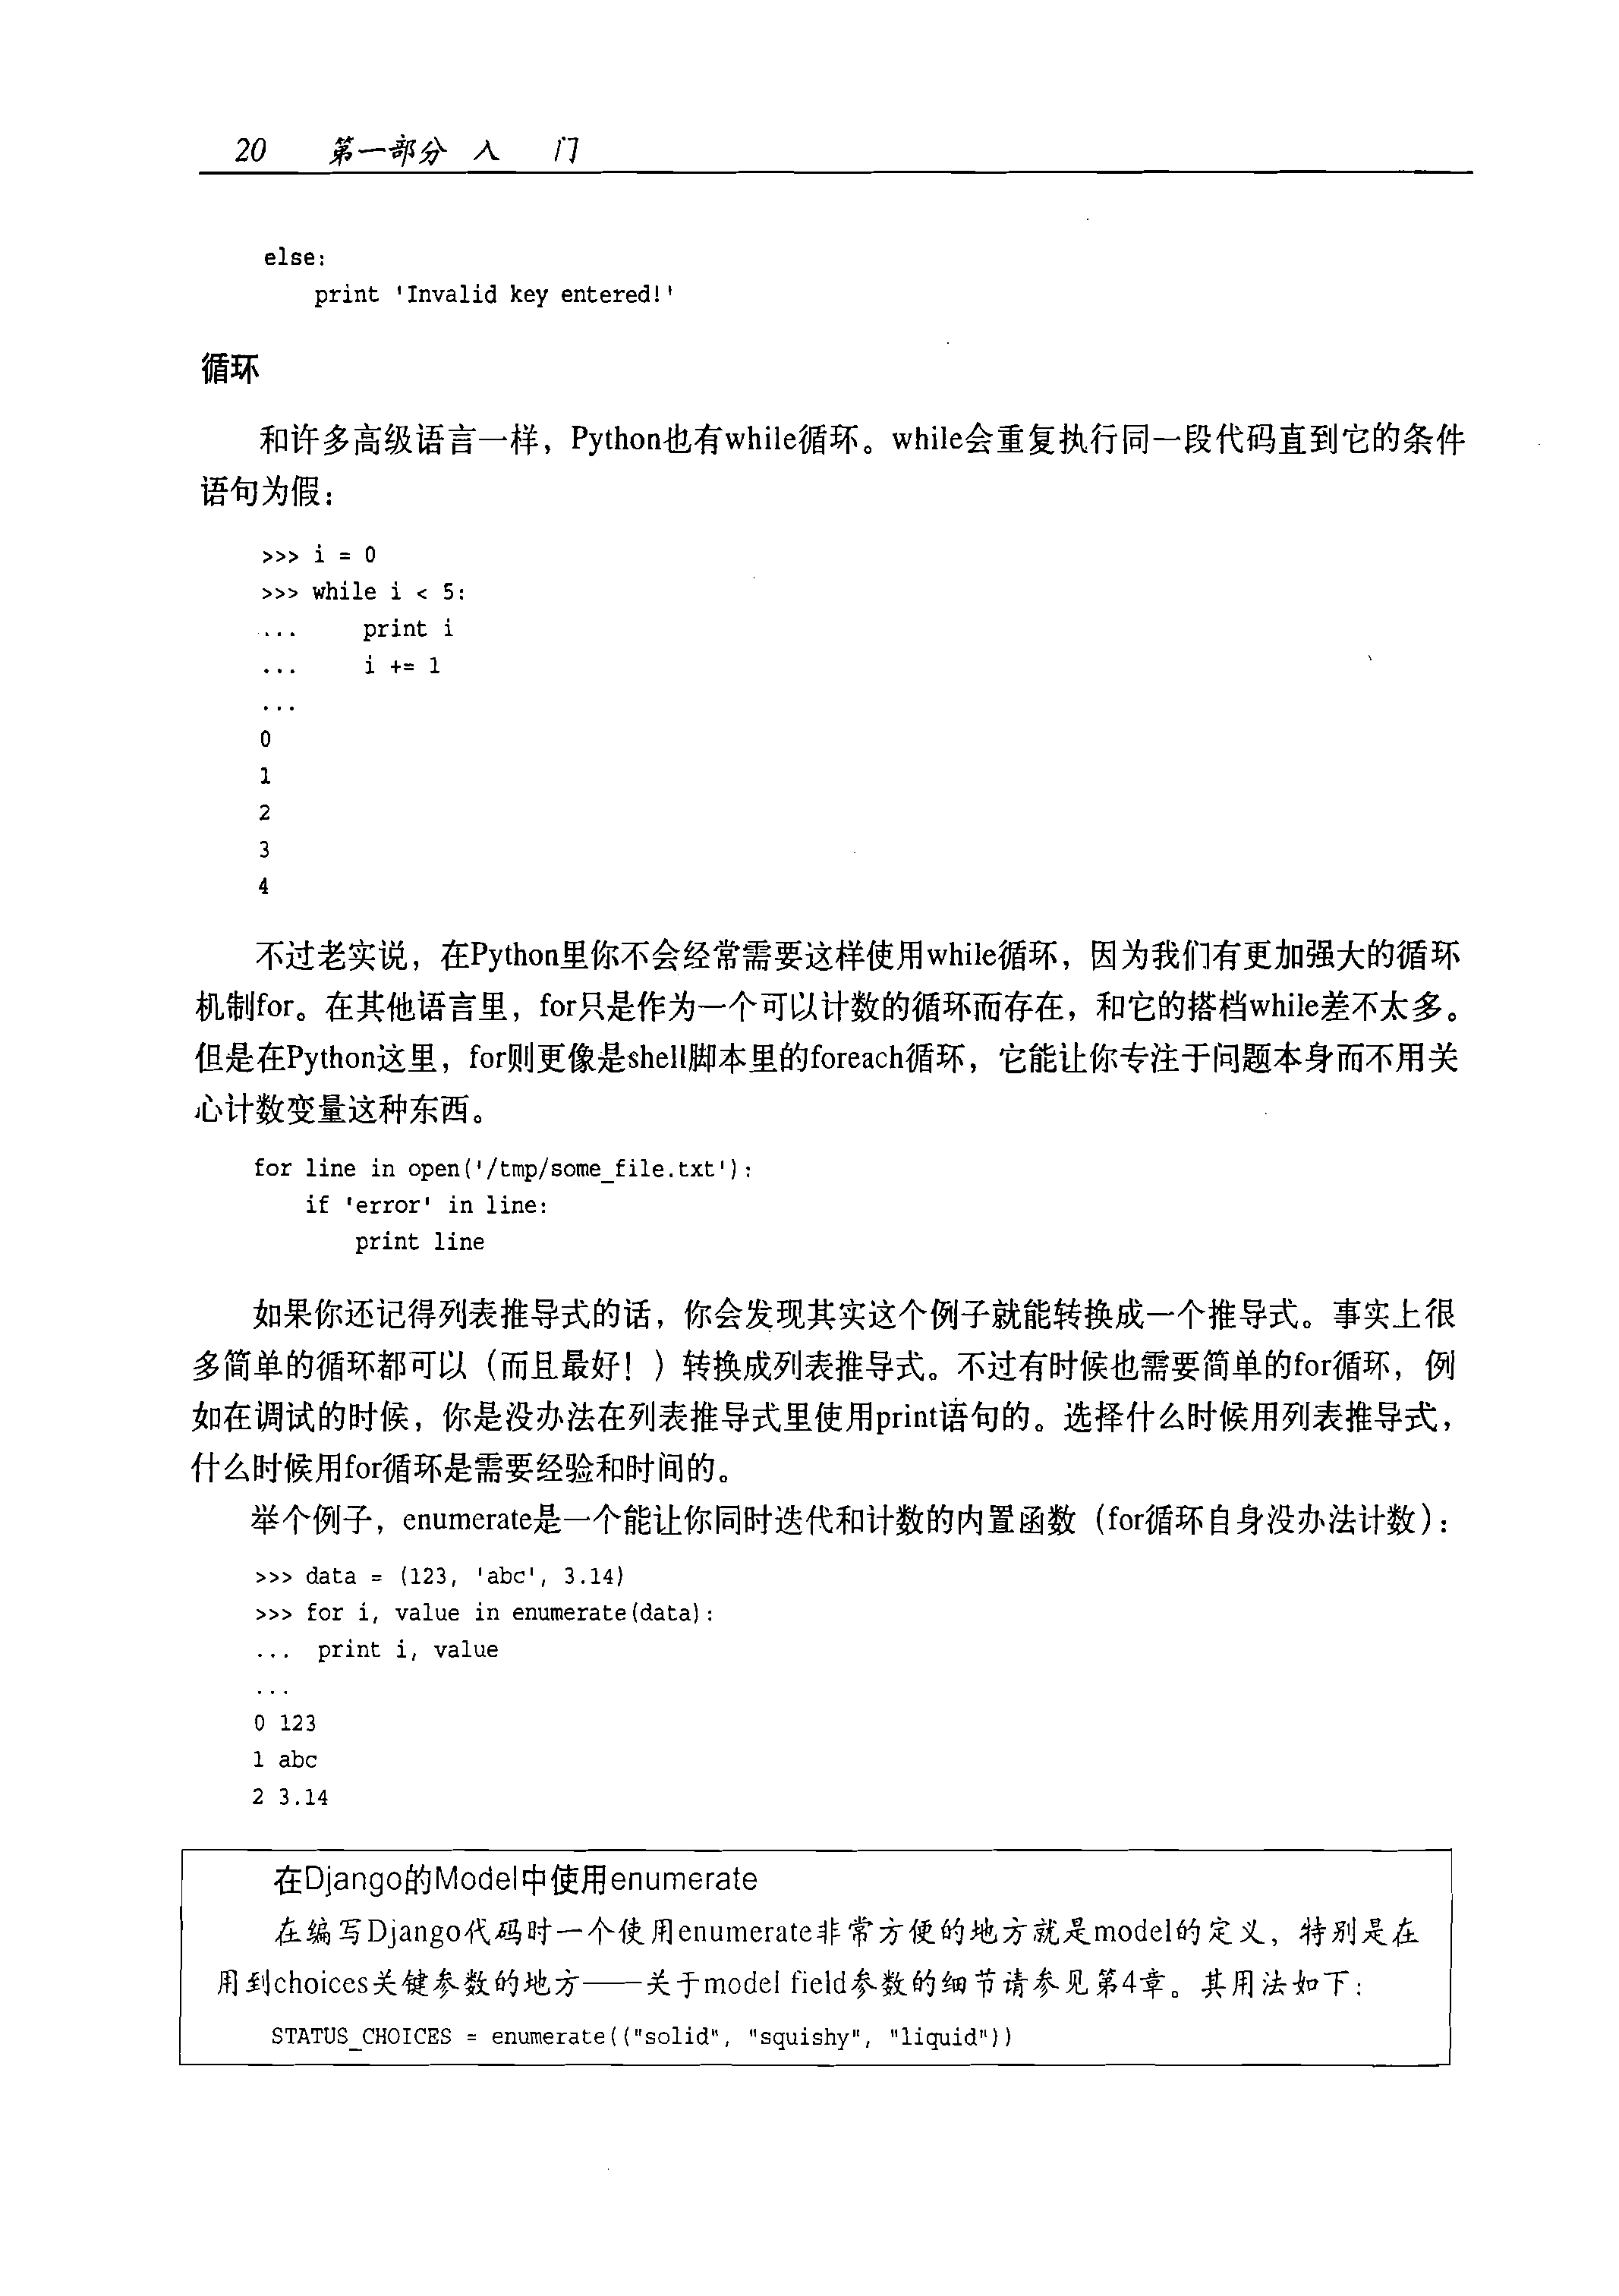 20 第一部分 入 门
else:
    print 'Invalid key entered!'
循环
和许多高级语言一样，Python也有while循环。while会重复执行同一段代码直到它的条件
语句为假：
>>> i = 0
>>> while i < 5:
...     print i
...     i += 1
...
0
1
2
3
4
不过老实说，在Python里你不会经常需要这样使用while循环，因为我们有更加强大的循环
机制for。在其他语言里，for只是作为一个可以计数的循环而存在，和它的搭档while差不太多。
但是在Python这里，for则更像是shell脚本里的foreach循环，它能让你专注于问题本身而不用关
心计数变量这种东西。
for line in open('/tmp/some_file.txt'):
    if 'error' in line:
        print line
如果你还记得列表推导式的话，你会发现其实这个例子就能转换成一个推导式。事实上很
多简单的循环都可以（而且最好！）转换成列表推导式。不过有时候也需要简单的for循环，例
如在调试的时候，你是没办法在列表推导式里使用print语句的。选择什么时候用列表推导式，
什么时候用for循环是需要经验和时间的。
举个例子，enumerate是一个能让你同时迭代和计数的内置函数（for循环自身没办法计数）：
>>> data = (123, 'abc', 3.14)
>>> for i, value in enumerate(data):
...  print i, value
...
0 123
1 abc
2 3.14
在Django的Model中使用enumerate
在编写Django代码时一个使用enumerate非常方便的地方就是model的定义，特别是在
用到choices关键参数的地方——关于model field参数的细节请参见第4章。其用法如下：
STATUS_CHOICES = enumerate(("solid", "squishy", "liquid"))